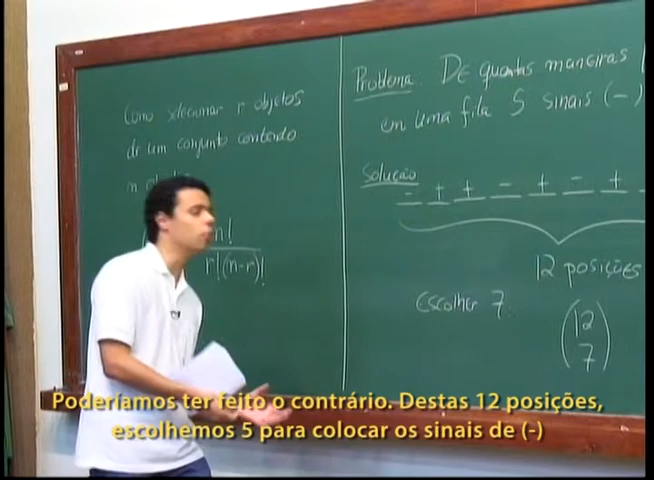 Como selecionar r objetos
de um conjunto contendo
n
n!
r!(n-r)!
Problema: De quantas maneiras
em uma fila 5 sinais (-)
Solução
- + + - + - +
12 posições
Escolher 7.
(12
7)
Poderíamos ter feito o contrário. Destas 12 posições,
escolhemos 5 para colocar os sinais de (-)